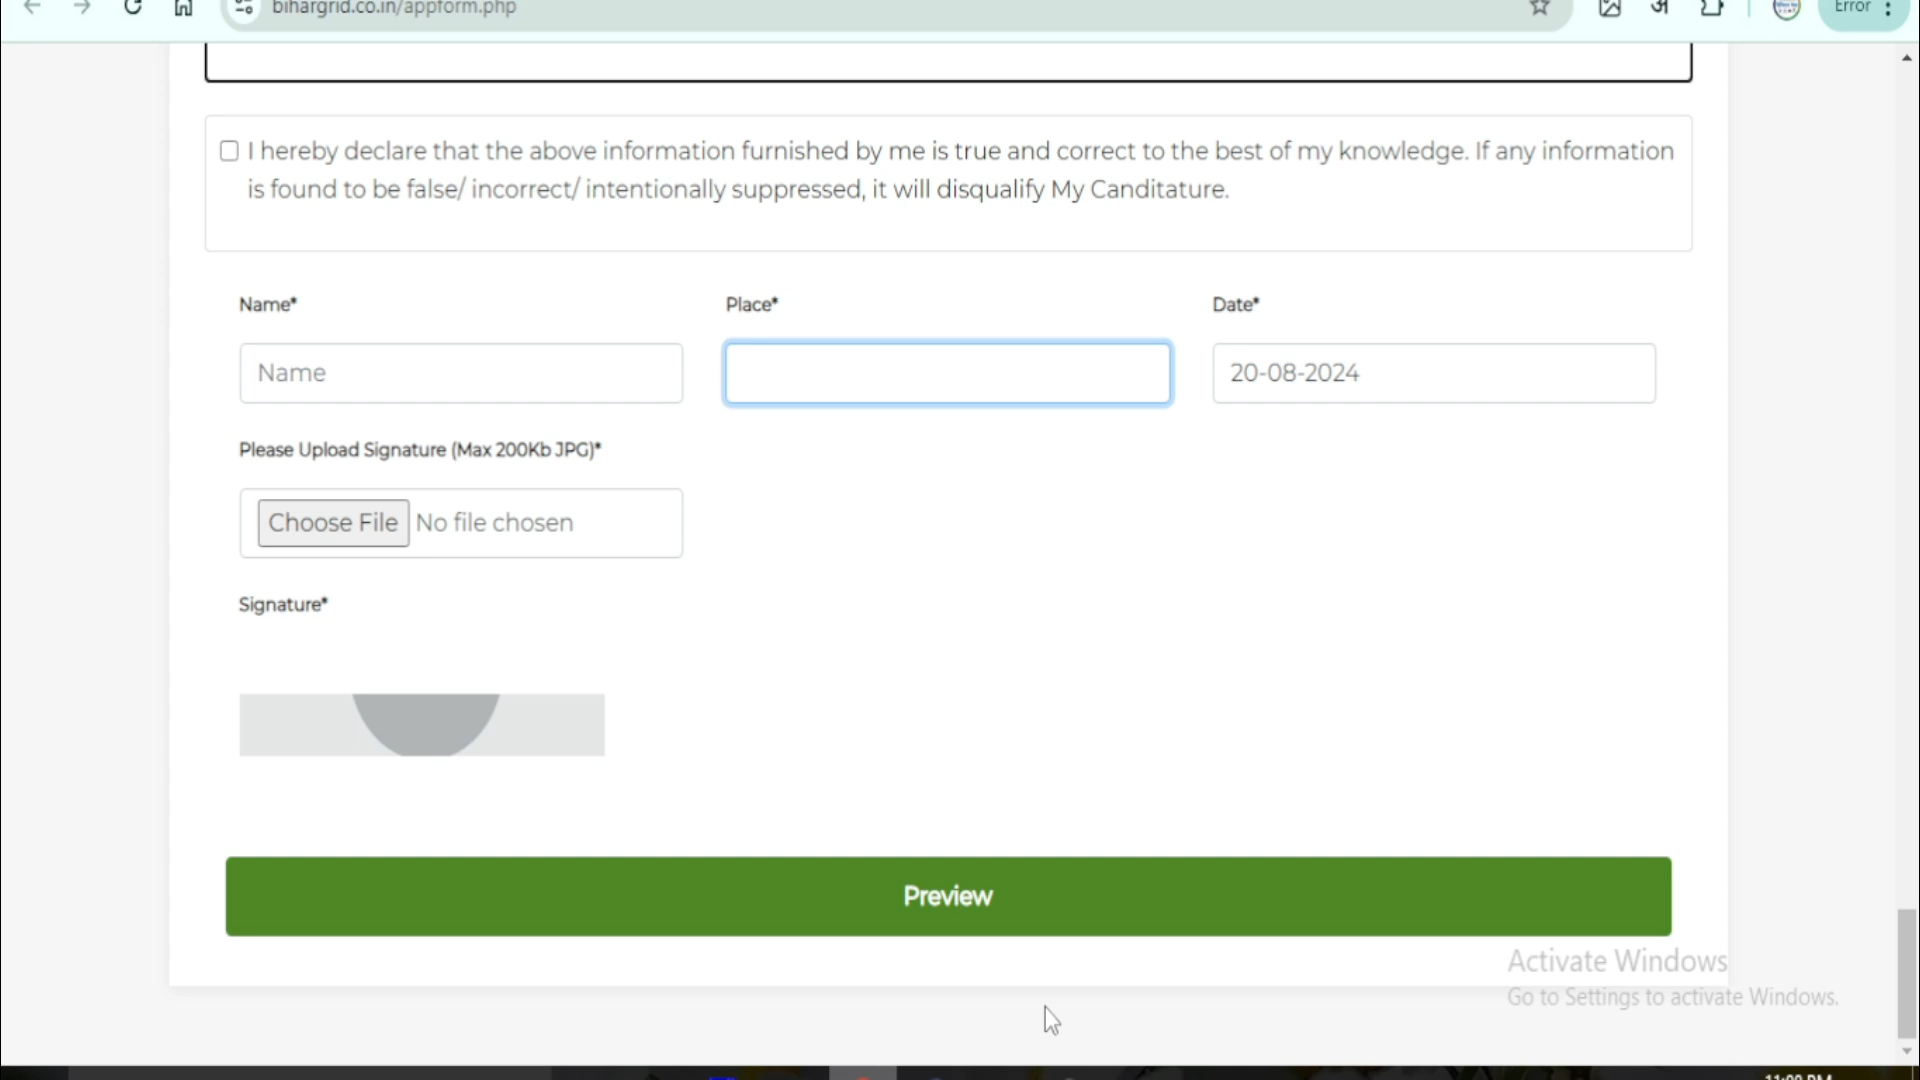 bihargrid.co.in/appform.php
Error
I hereby declare that the above information furnished by me is true and correct to the best of my knowledge. If any information
is found to be false/ incorrect/ intentionally suppressed, it will disqualify My Canditature.
Name* Place* Date*
Name 20-08-2024
Please Upload Signature (Max 200Kb JPG)*
Choose File No file chosen
Signature*
Preview
Activate Windows
Go to Settings to activate Windows.